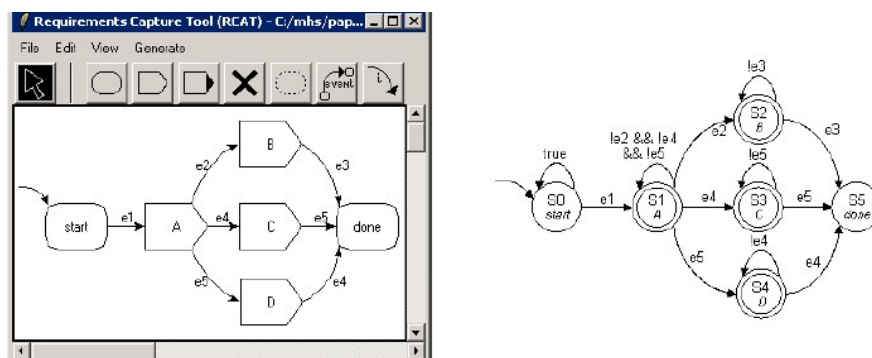 Requirements Capture Tool (RCAT) - C:/mhs/pap...
File Edit View Generate
event
i
B
e2
e3
start
e1
A
e4
C
e5
done
e5
e4
D
!e3
S2
B
e2
e3
!e2 && !e4
&& !e5
true
!e5
S0
start
e1
S1
A
e4
S3
C
e5
S5
done
!e4
e5
e4
S4
D